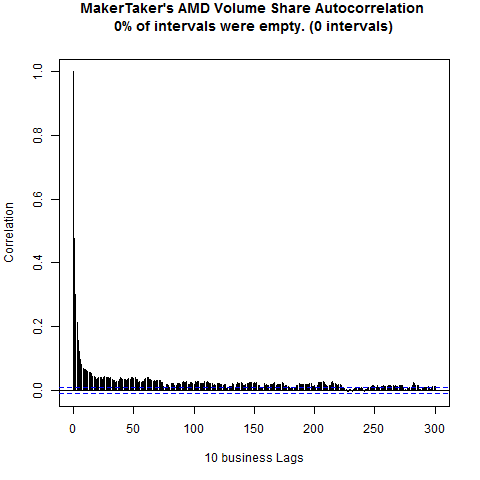 MakerTaker's AMD Volume Share Autocorrelation
0% of intervals were empty. (0 intervals)
1.0
0.8
0.6
0.4
0.2
0.0
Correlation
0 50 100 150 200 250 300
10 business Lags